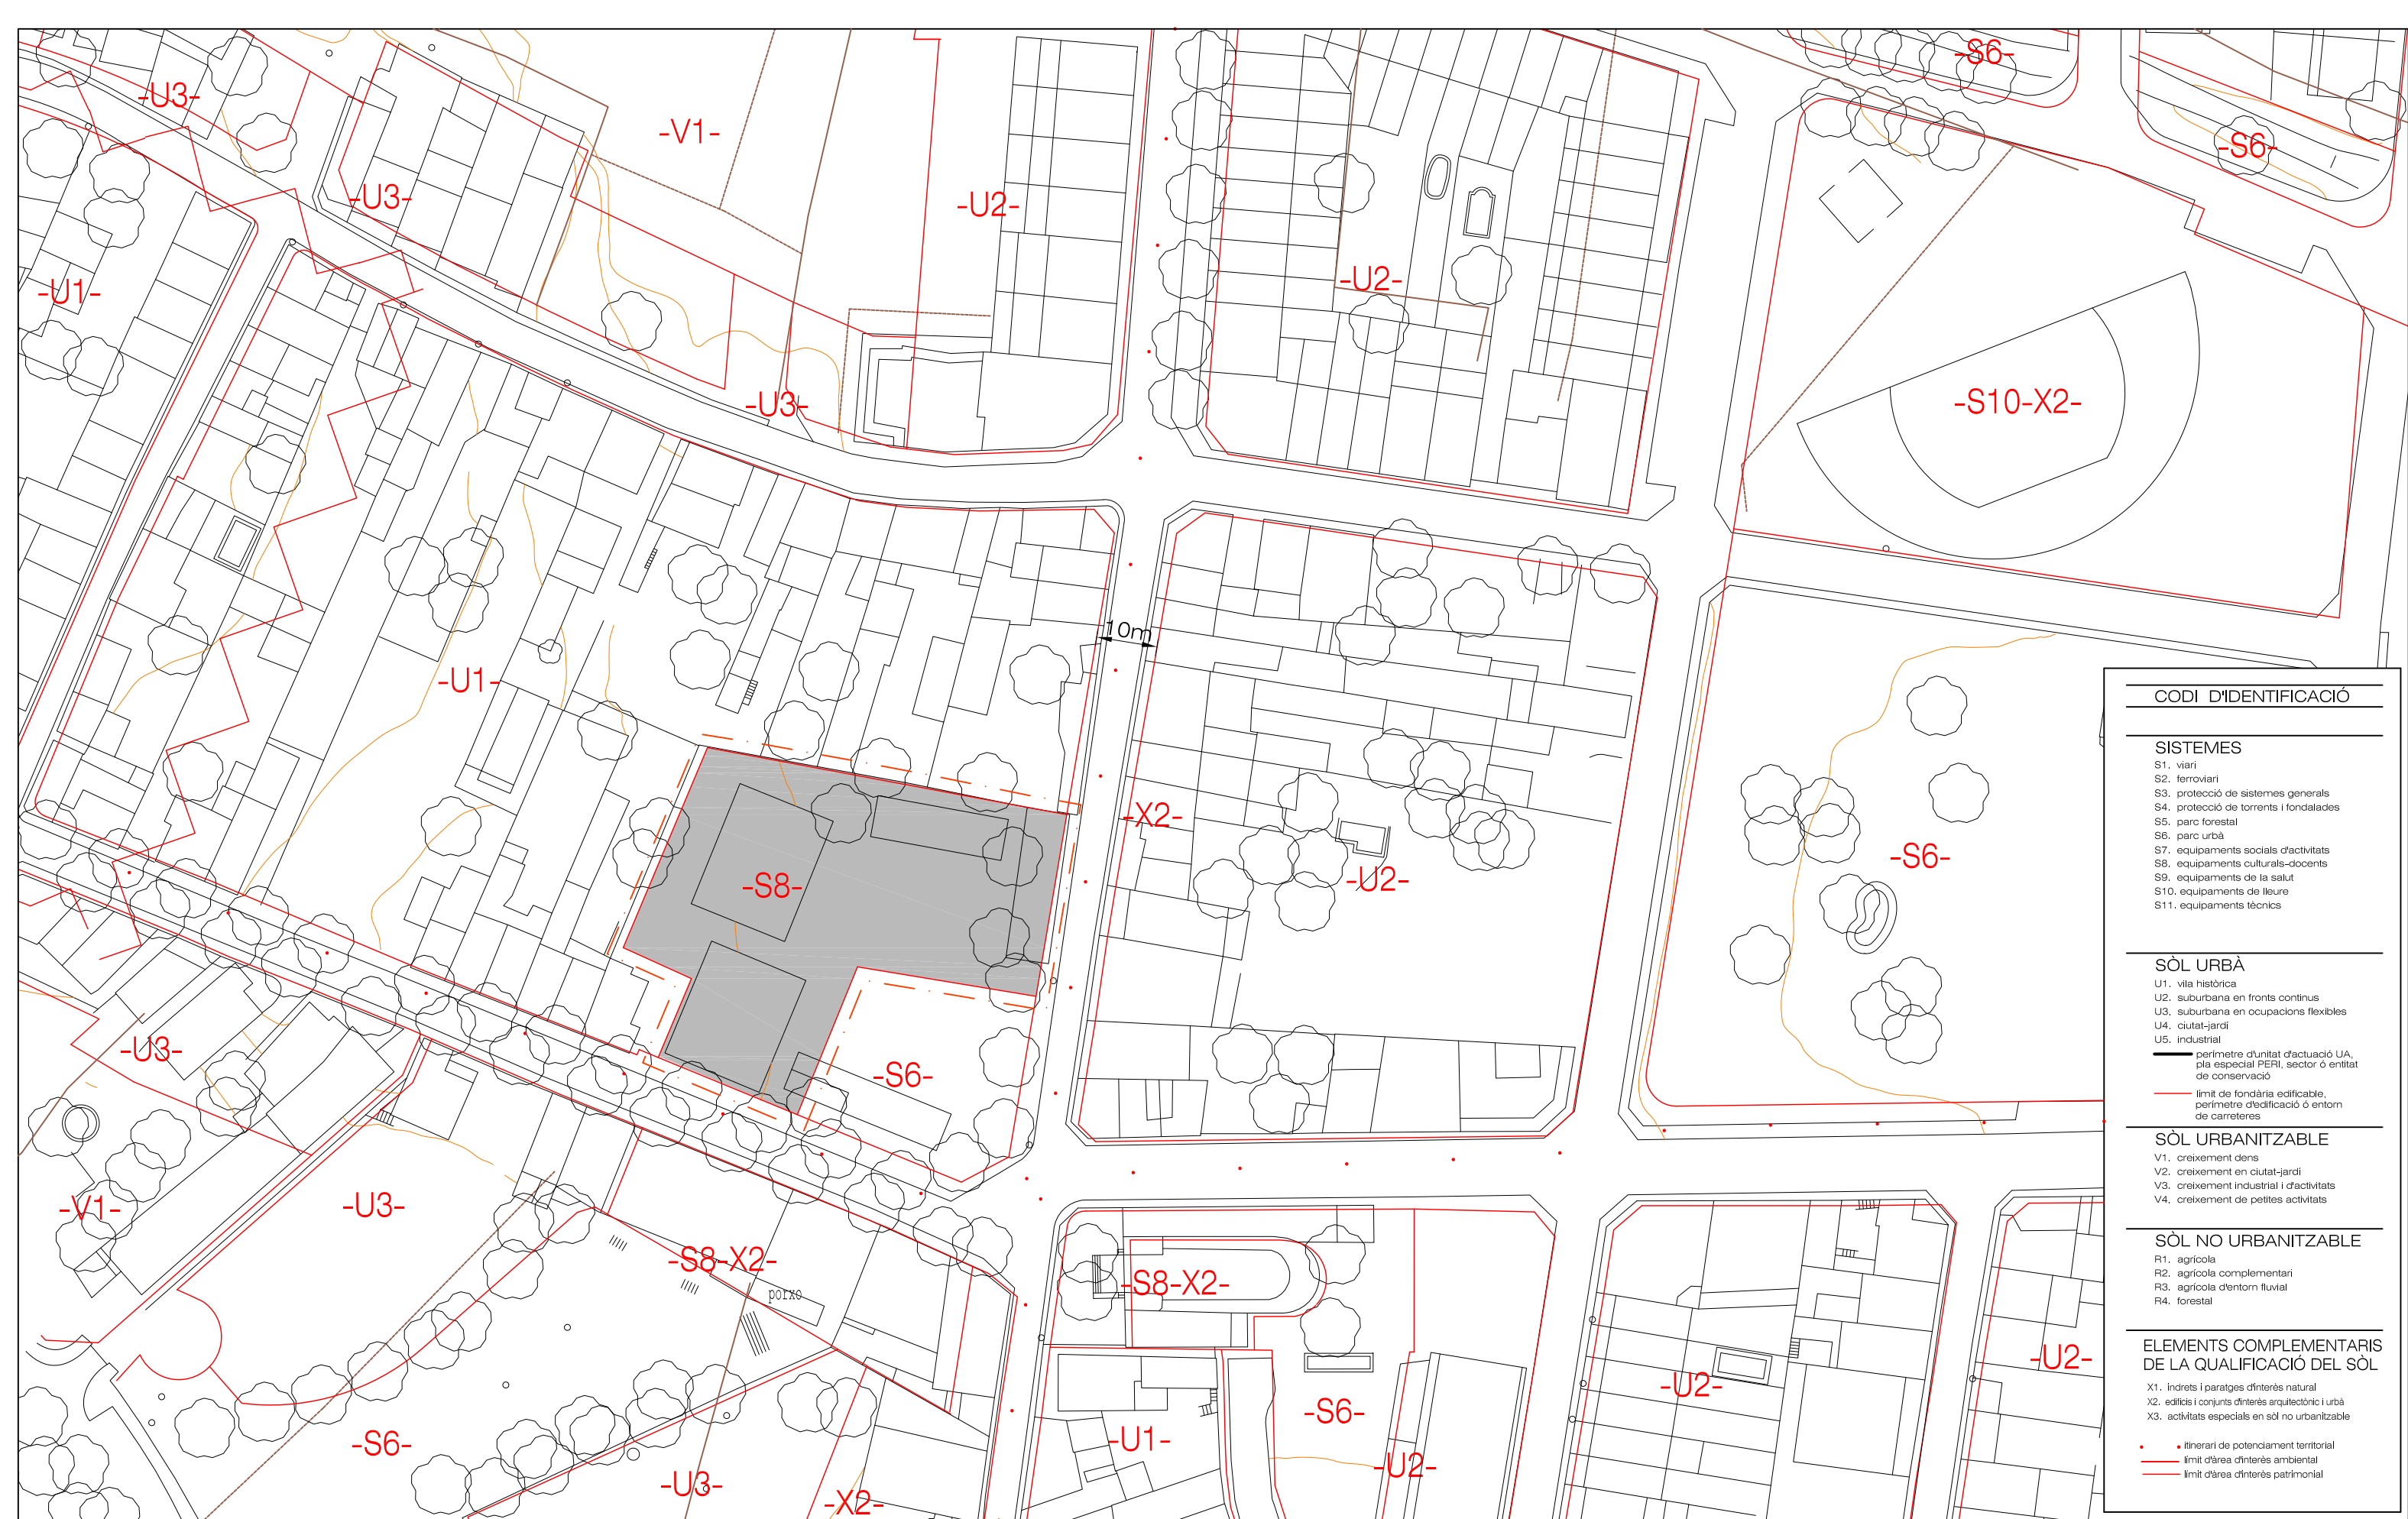 -S6-
-U3-
-V1-
-S6-
-U3-
-U2-
-U2-
-U1-
-S10-X2-
-U3-
10m
-U1-
-X2-
-S6-
-S8-
-U2-
-U3-
-S6-
-V1-
-U3-
-S8-X2-
porxo
-S8-X2-
-U2-
-U2-
-S6-
-U1-
-S6-
-U2-
-U3-
-X2-
CODI D'IDENTIFICACIÓ
SISTEMES
S1. viari
S2. ferroviari
S3. protecció de sistemes generals
S4. protecció de torrents i fondalades
S5. parc forestal
S6. parc urbà
S7. equipaments socials d'activitats
S8. equipaments culturals-docents
S9. equipaments de la salut
S10. equipaments de lleure
S11. equipaments tècnics
SÒL URBÀ
U1. vila històrica
U2. suburbana en fronts continus
U3. suburbana en ocupacions flexibles
U4. ciutat-jardí
U5. industrial
perímetre d'unitat d'actuació UA,
pla especial PERI, sector ó entitat
de conservació
límit de fondària edificable,
perímetre d'edificació ó entorn
de carreteres
SÒL URBANITZABLE
V1. creixement dens
V2. creixement en ciutat-jardí
V3. creixement industrial i d'activitats
V4. creixement de petites activitats
SÒL NO URBANITZABLE
R1. agrícola
R2. agrícola complementari
R3. agrícola d'entorn fluvial
R4. forestal
ELEMENTS COMPLEMENTARIS
DE LA QUALIFICACIÓ DEL SÒL
X1. indrets i paratges d'interès natural
X2. edificis i conjunts d'interès arquitectònic i urbà
X3. activitats especials en sòl no urbanitzable
itinerari de potenciament territorial
límit d'àrea d'interès ambiental
límit d'àrea d'interès patrimonial